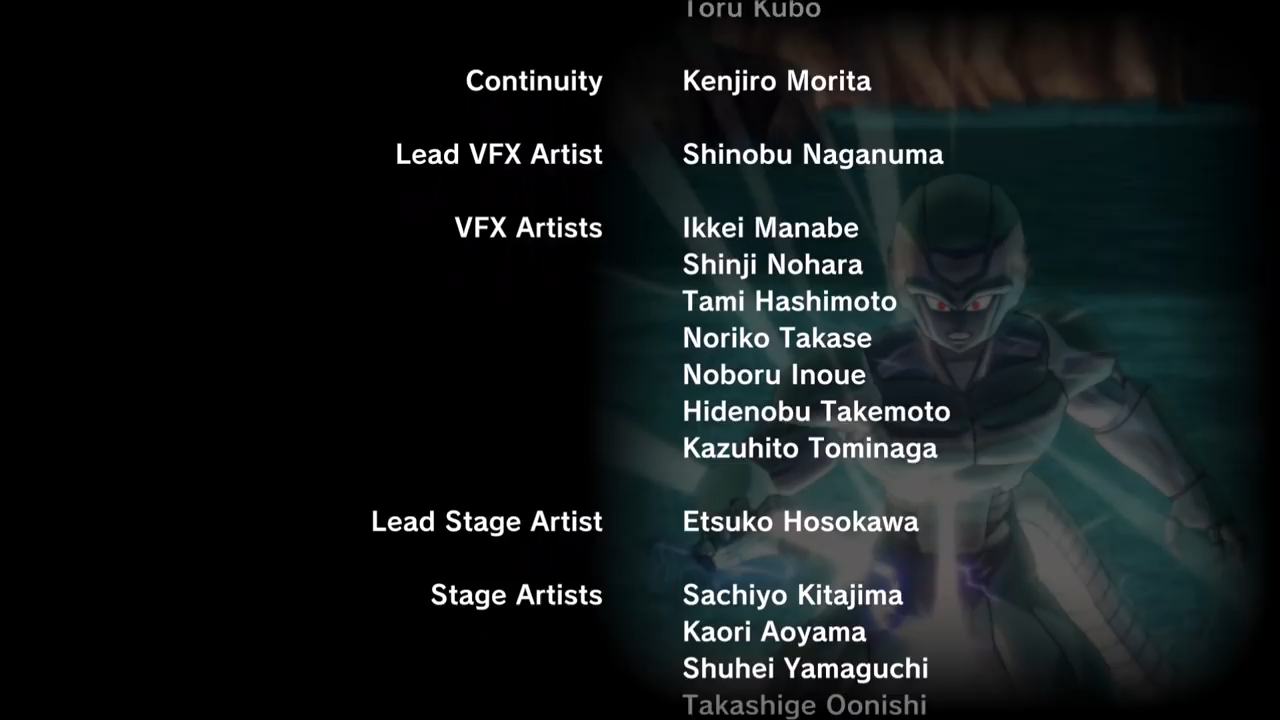 Toru Kubo
Continuity Kenjiro Morita
Lead VFX Artist Shinobu Naganuma
VFX Artists Ikkei Manabe
Shinji Nohara
Tami Hashimoto
Noriko Takase
Noboru Inoue
Hidenobu Takemoto
Kazuhito Tominaga
Lead Stage Artist Etsuko Hosokawa
Stage Artists Sachiyo Kitajima
Kaori Aoyama
Shuhei Yamaguchi
Takashige Oonishi